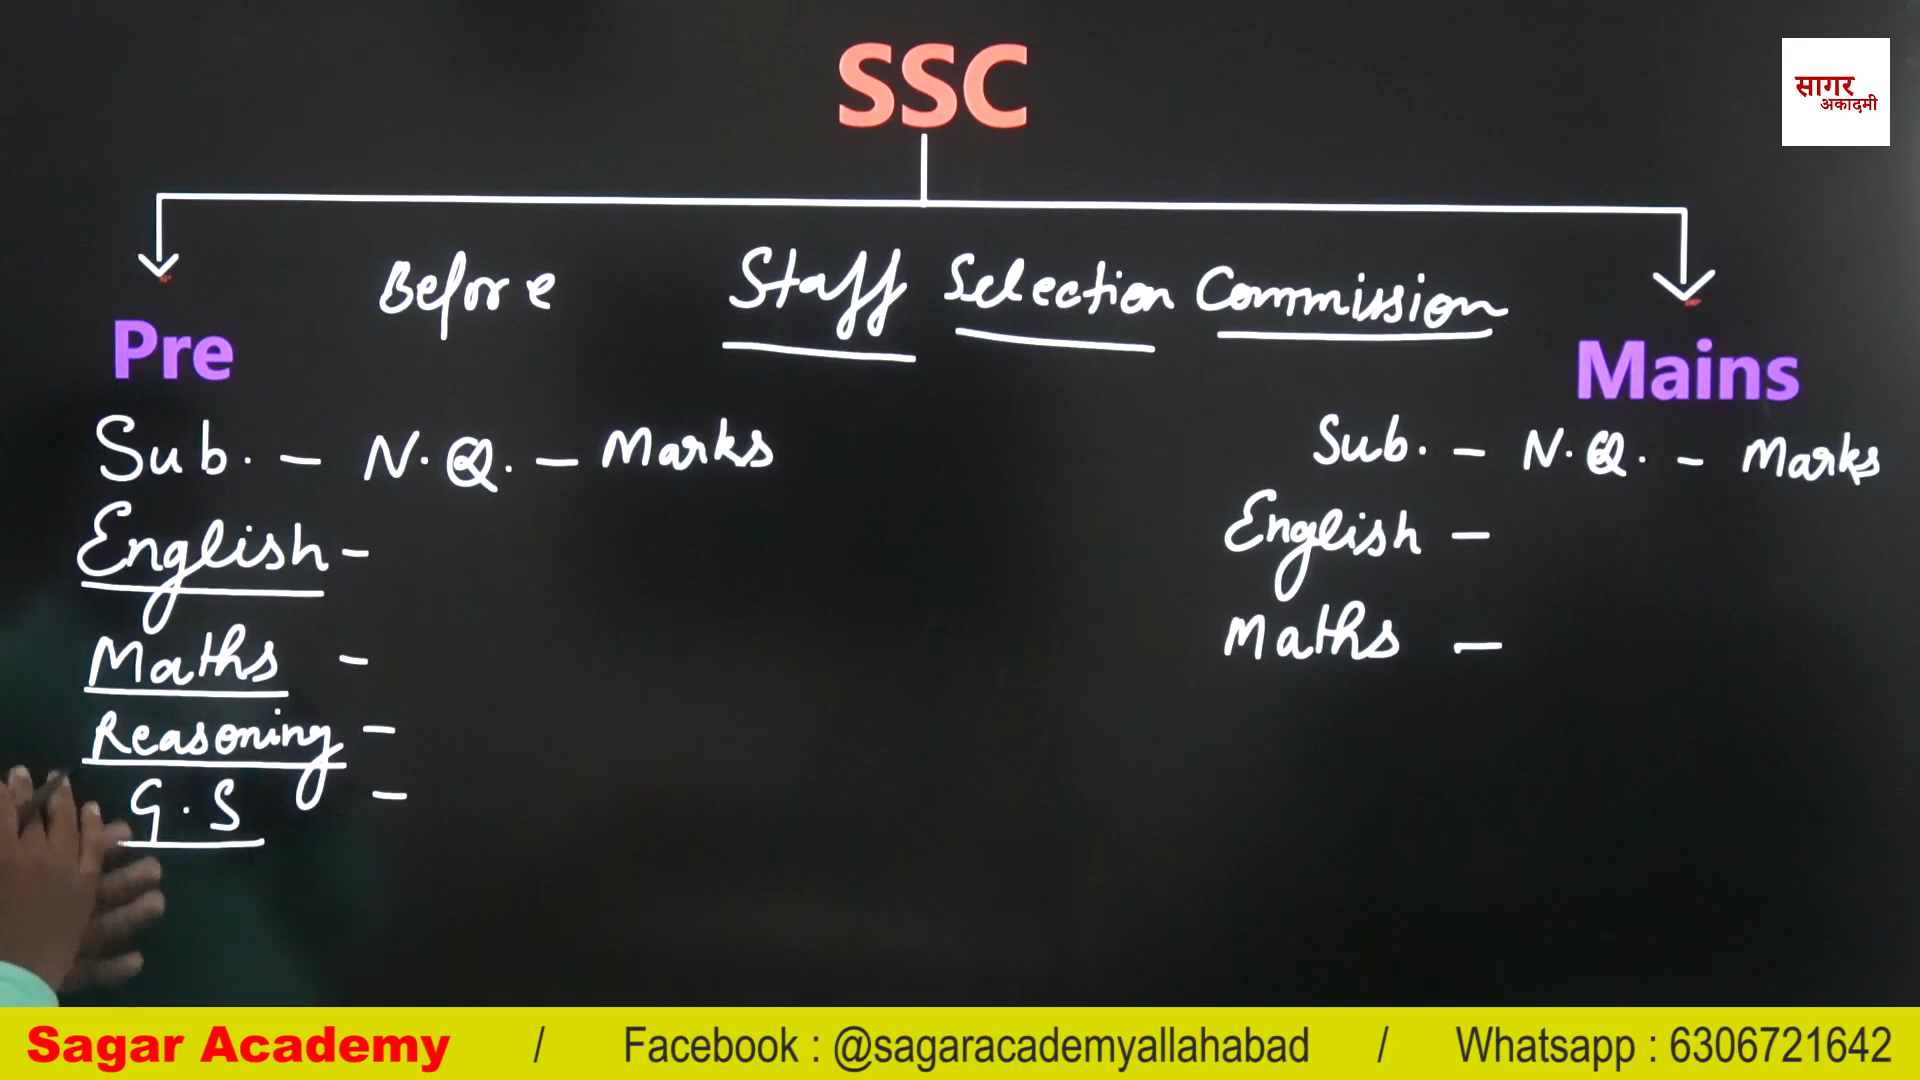 SSC
सागर
अकादमी
Before Staff Selection Commission
Pre
Mains
Sub. - N.Q. - Marks
English -
Maths -
Reasoning -
G.S -
Sub. - N.Q. - Marks
English -
Maths -
Sagar Academy / Facebook : @sagaracademyallahabad / Whatsapp : 6306721642